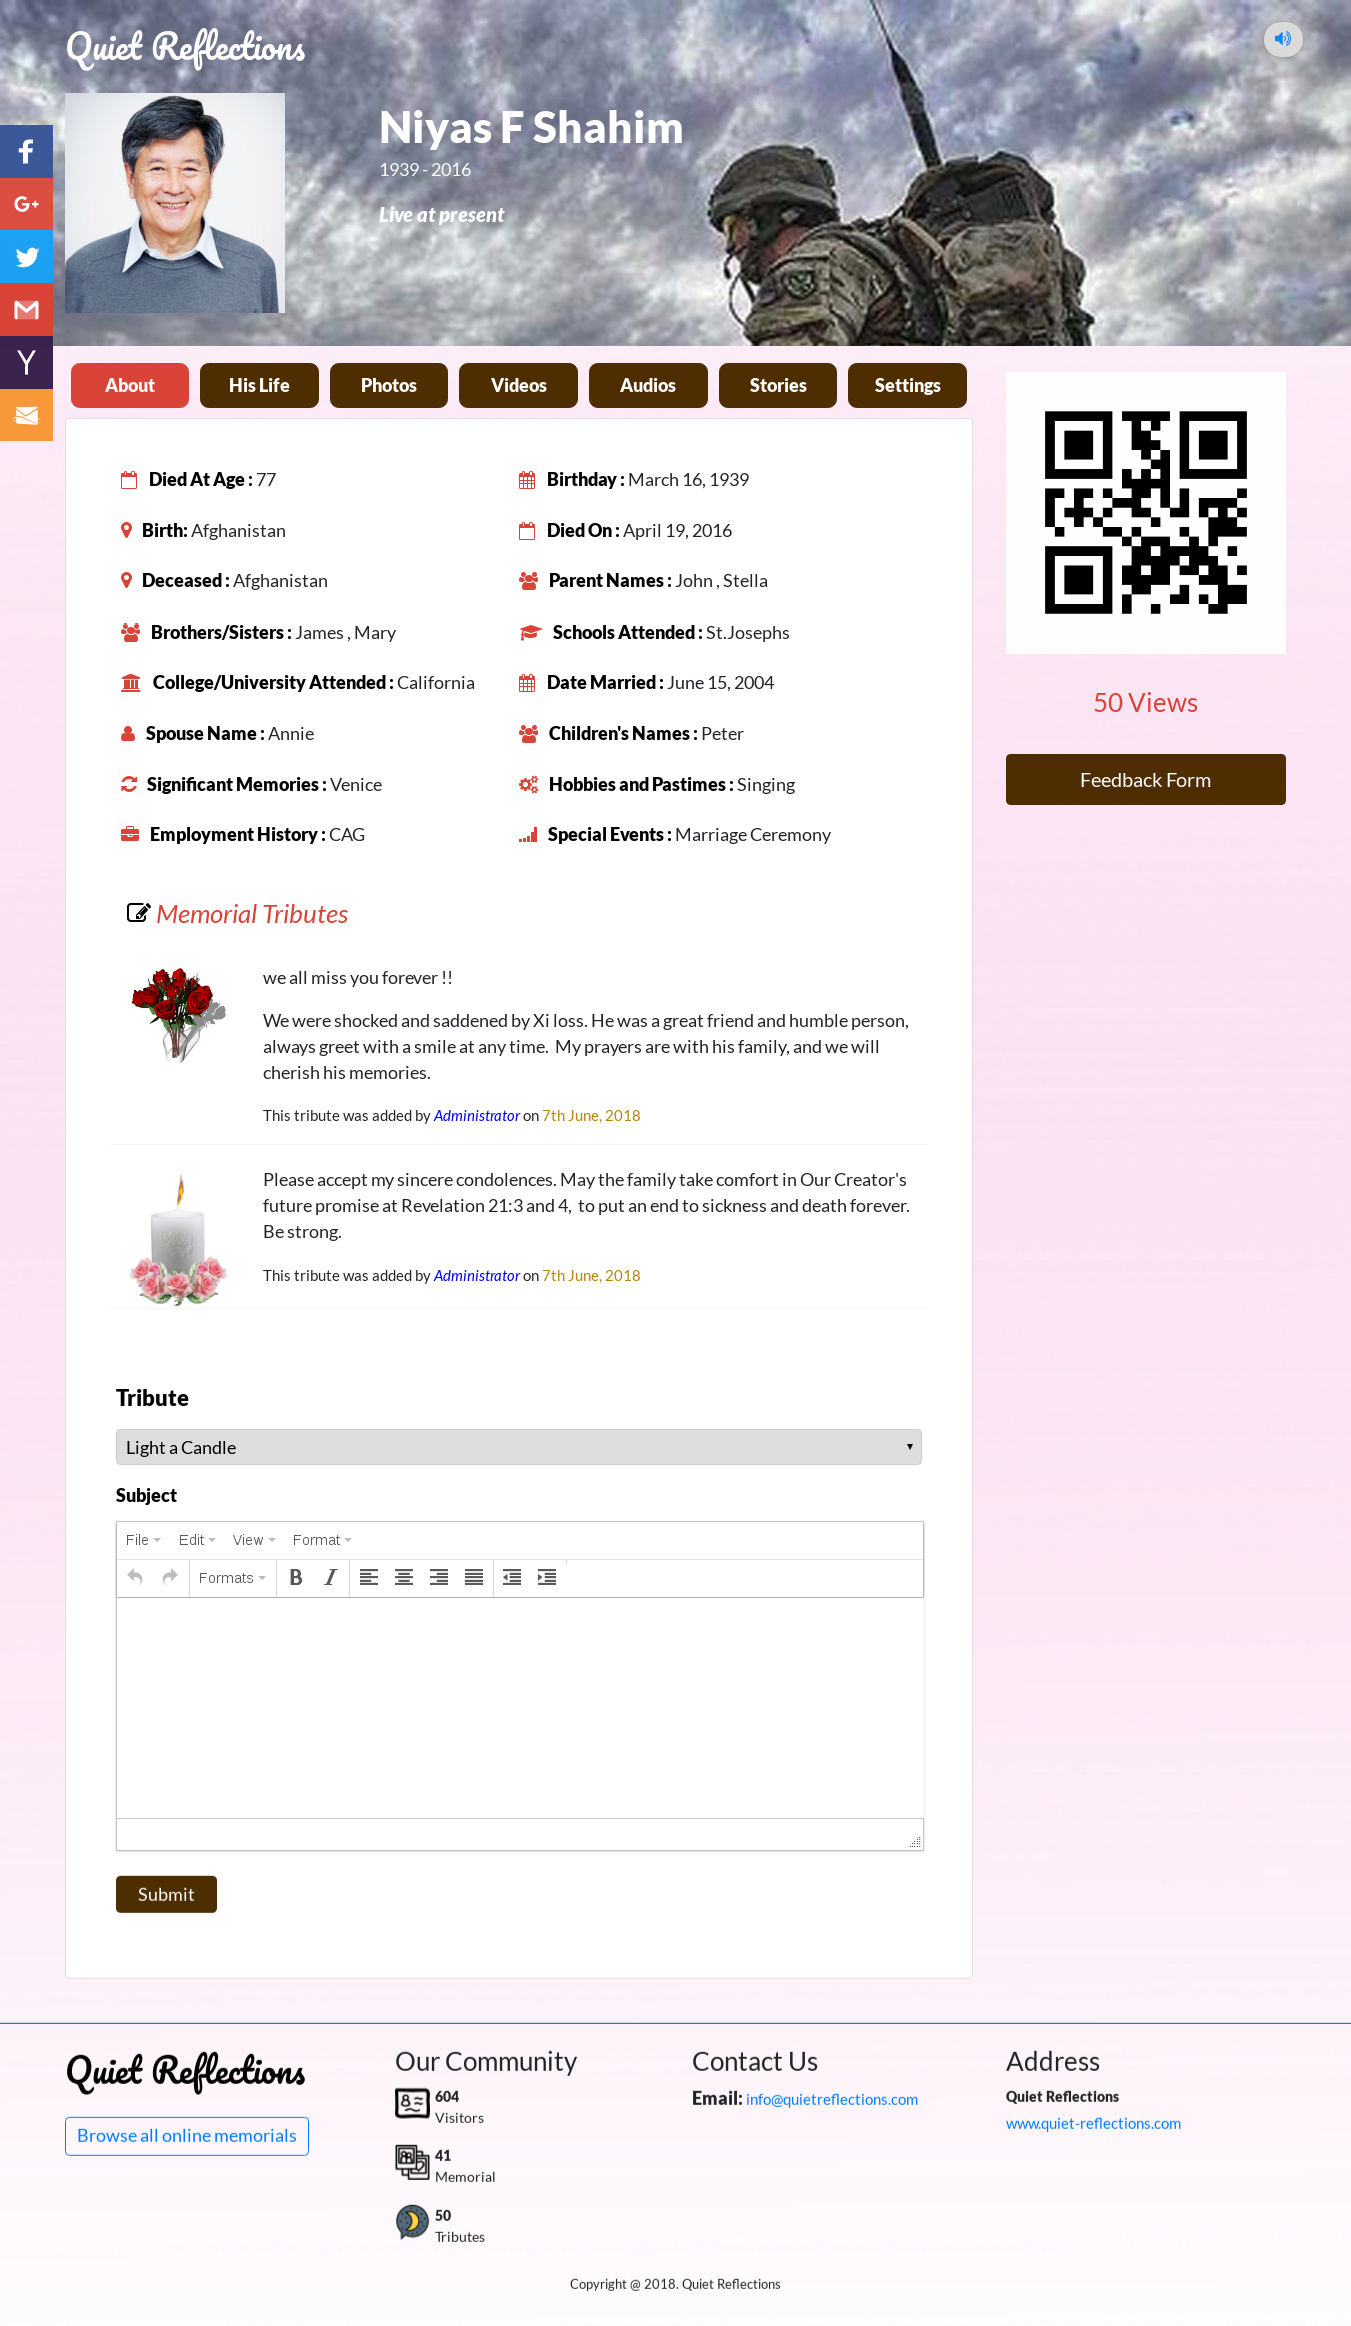 Quiet Reflections
Niyas F Shahim
1939 - 2016
Live at present
About
His Life
Photos
Videos
Audios
Stories
Settings
Died At Age : 77
Birthday : March 16, 1939
Birth: Afghanistan
Died On : April 19, 2016
Deceased : Afghanistan
Parent Names : John , Stella
Brothers/Sisters : James , Mary
Schools Attended : St.Josephs
College/University Attended : California
Date Married : June 15, 2004
Spouse Name : Annie
Children's Names : Peter
Significant Memories : Venice
Hobbies and Pastimes : Singing
Employment History : CAG
Special Events : Marriage Ceremony
50 Views
Feedback Form
Memorial Tributes
we all miss you forever !!
We were shocked and saddened by Xi loss. He was a great friend and humble person,
always greet with a smile at any time.  My prayers are with his family, and we will
cherish his memories.
This tribute was added by Administrator on 7th June, 2018
Please accept my sincere condolences. May the family take comfort in Our Creator's
future promise at Revelation 21:3 and 4,  to put an end to sickness and death forever.
Be strong.
This tribute was added by Administrator on 7th June, 2018
Tribute
Light a Candle
Subject
File Edit View Format
Formats B I
Submit
Quiet Reflections
Browse all online memorials
Our Community
604
Visitors
41
Memorial
50
Tributes
Contact Us
Email: info@quietreflections.com
Address
Quiet Reflections
www.quiet-reflections.com
Copyright @ 2018. Quiet Reflections